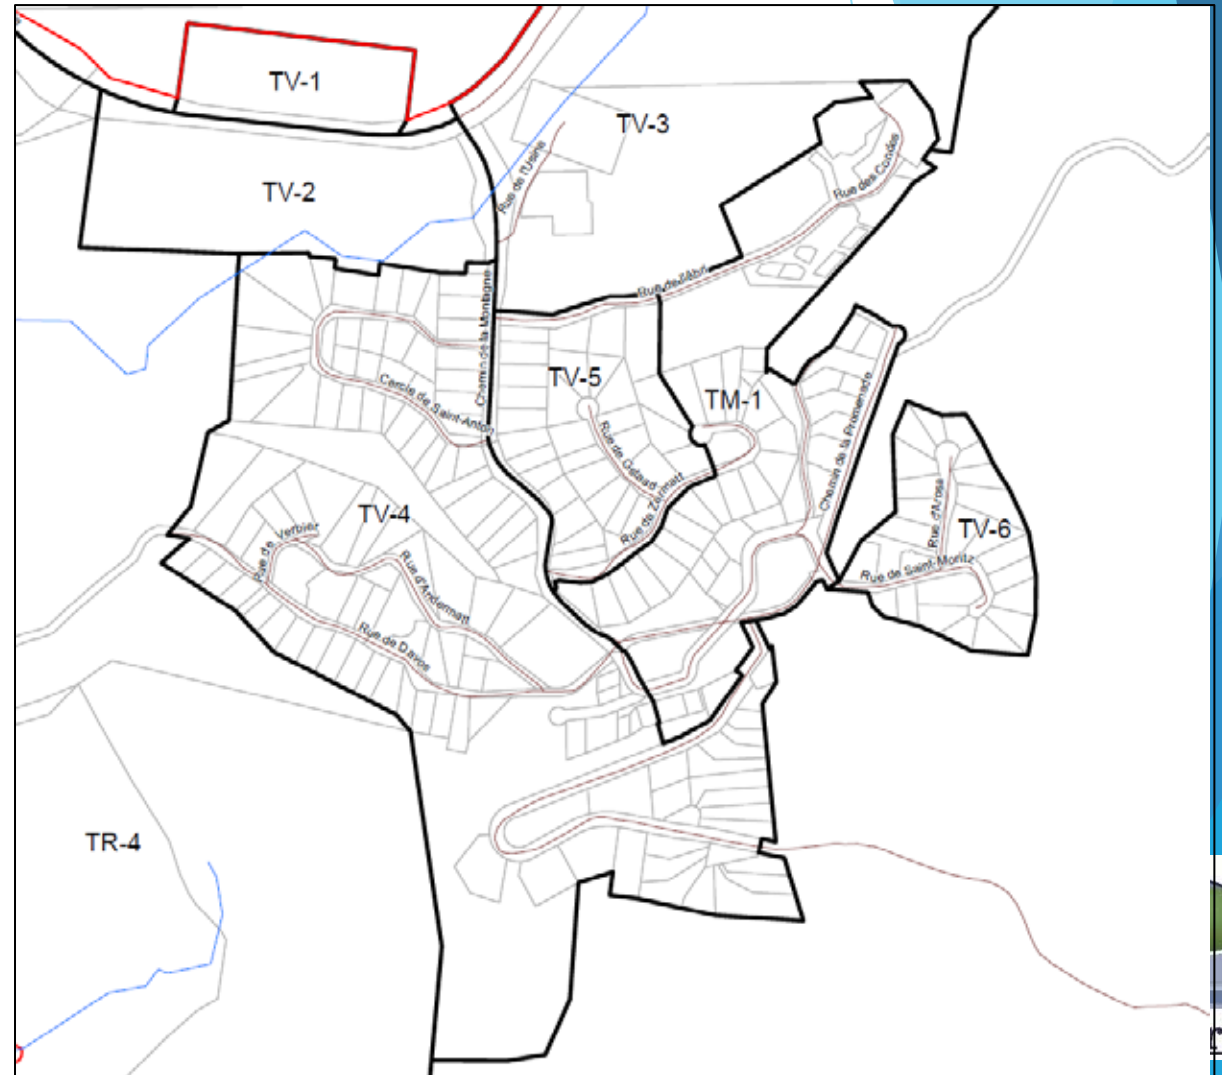 TV-1
TV-3
TV-2
Rue de l'Usine
Rue des Condos
Rue de l'Abri
Chemin de la Montagne
Cercle de Saint-Anton
TV-5
TM-1
Rue de Gstaad
Rue de Zermatt
Chemin de la Promenade
TV-4
Rue de Verbier
Rue d'Andermatt
Rue de Davos
Rue d'Arosa
TV-6
Rue de Saint-Moritz
TR-4